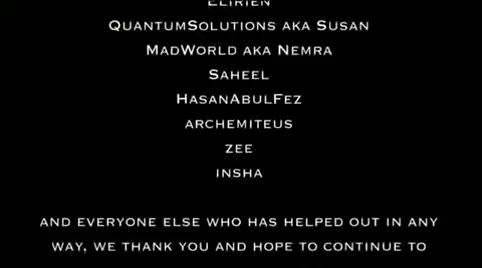 Elirien
QuantumSolutions aka Susan
MadWorld aka Nemra
Saheel
HasanAbulFez
archemiteus
zee
insha
and everyone else who has helped out in any
way, we thank you and hope to continue to